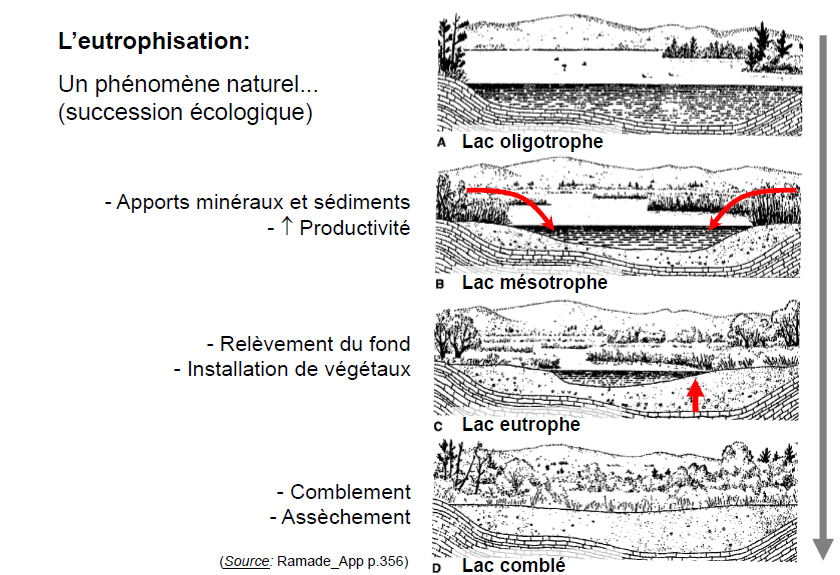 L'eutrophisation:
Un phénomène naturel...
(succession écologique)
A Lac oligotrophe
- Apports minéraux et sédiments
- ↑ Productivité
B Lac mésotrophe
- Relèvement du fond
- Installation de végétaux
C Lac eutrophe
- Comblement
- Assèchement
(Source: Ramade_App p.356)
D Lac comblé